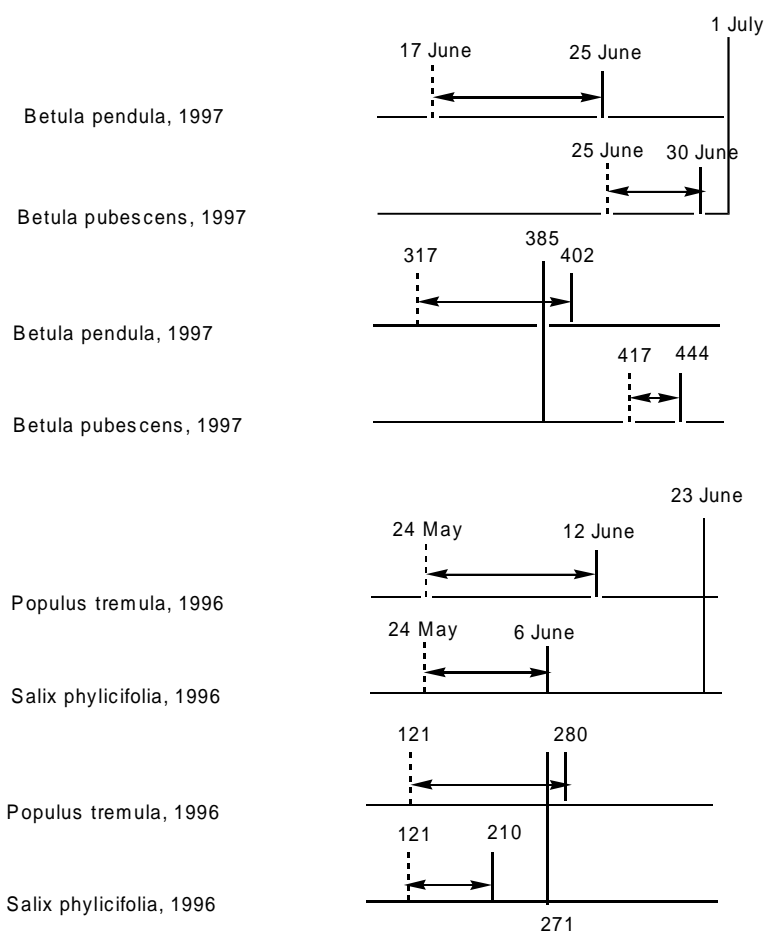 1 July
17 June 25 June
Betula pendula, 1997
25 June 30 June
Betula pubescens, 1997
385
317 402
Betula pendula, 1997
417 444
Betula pubescens, 1997
23 June
24 May 12 June
Populus tremula, 1996
24 May 6 June
Salix phylicifolia, 1996
121 280
Populus tremula, 1996
121 210
Salix phylicifolia, 1996
271